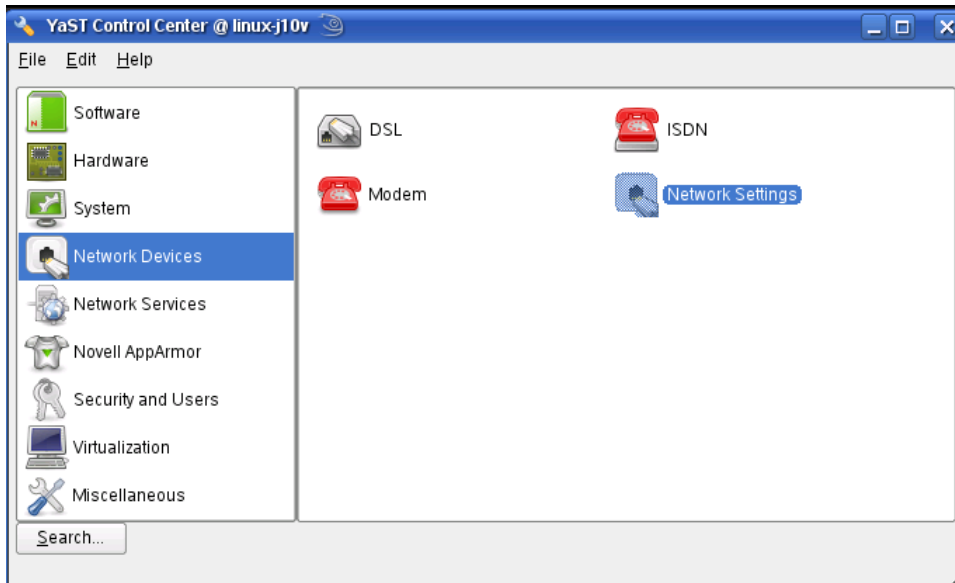 YaST Control Center @ linux-j10v
File Edit Help
Software
Hardware
System
Network Devices
Network Services
Novell AppArmor
Security and Users
Virtualization
Miscellaneous
DSL
ISDN
Modem
Network Settings
Search...